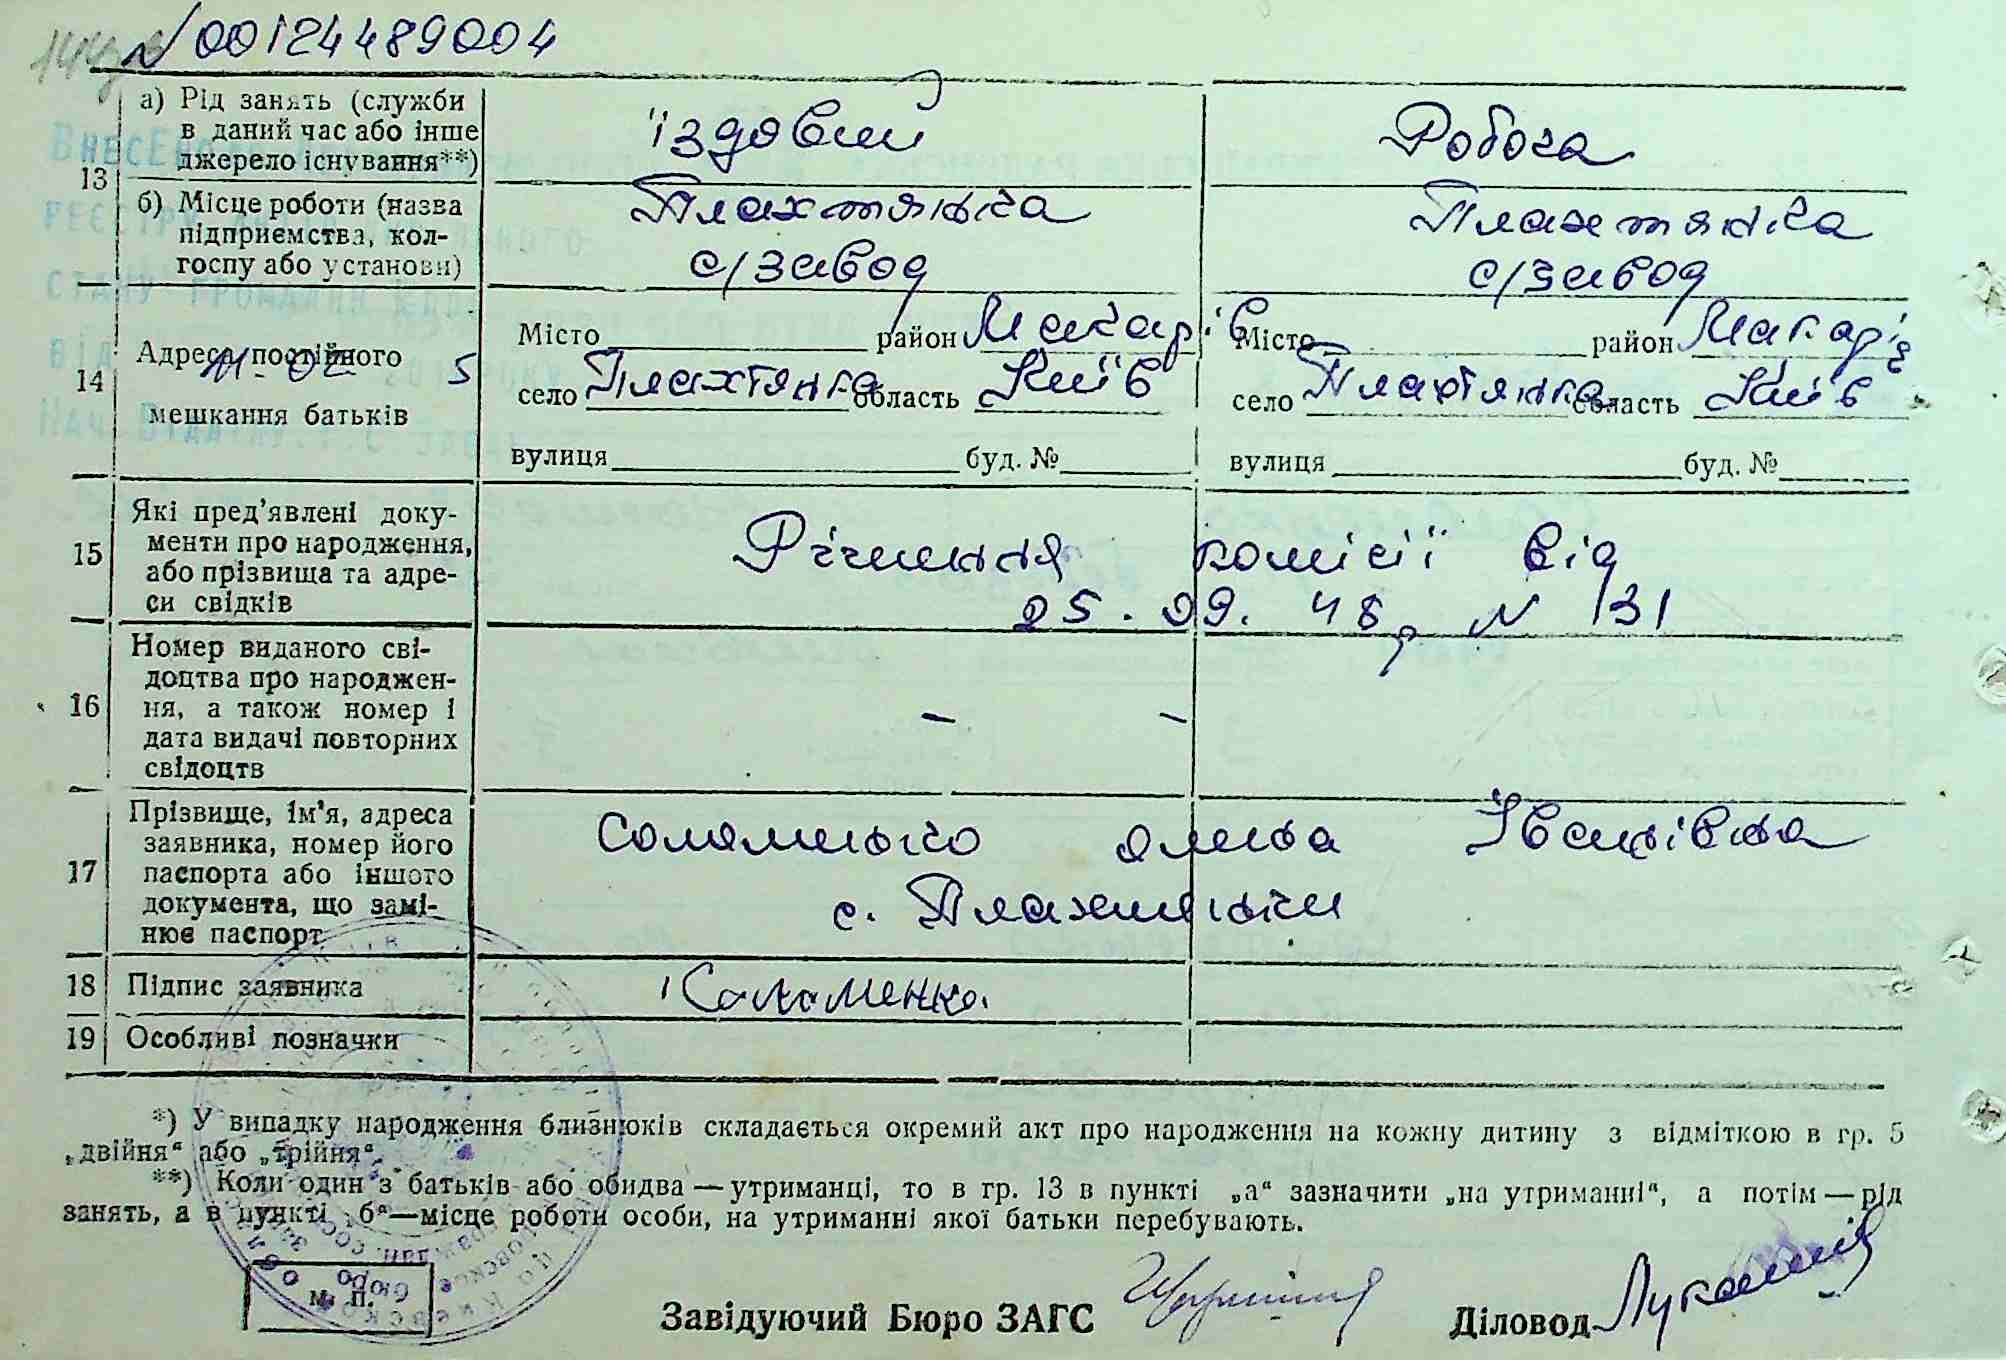 N 00124489004
13 а) Рід занять (служби в даний час або інше джерело існування**) їздовий Робоча
б) Місце роботи (назва підприємства, колгоспу або установи) Плахтянка с/завод Плахтянка с/завод
14 Адреса постійного мешкання батьків
Місто район Макарів Місто район Макарів
село Плахтянка область Київ село Плахтянка область Київ
вулиця буд. № вулиця буд. №
15 Які пред’явлені документи про народження, або прізвища та адреси свідків Рішення комісії від
25.09.48р N 131
16 Номер виданого свідоцтва про народження, а також номер і дата видачі повторних свідоцтв – –
17 Прізвище, ім’я, адреса заявника, номер його паспорта або іншого документа, що замінює паспорт Соломенко Олена Іванівна
с. Плахтянки
18 Підпис заявника Соломенко
19 Особливі позначки
*) У випадку народження близнюків складається окремий акт про народження на кожну дитину з відміткою в гр. 5
„двійня“ або „трійня“.
**) Коли один з батьків або обидва — утриманці, то в гр. 13 в пункті „а“ зазначити „на утриманні“, а потім — рід
занять, а в пункті „б“—місце роботи особи, на утриманні якої батьки перебувають.
М. П.
Завідуючий Бюро ЗАГС Діловод